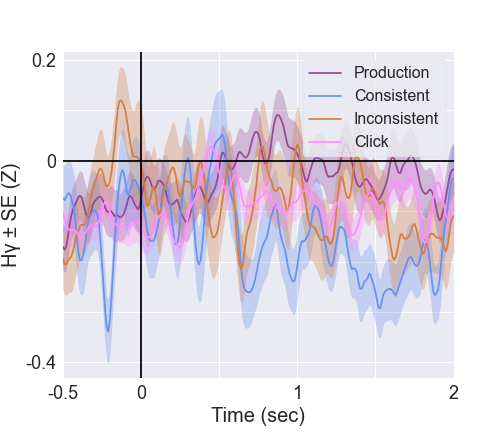 0.2
Production
Consistent
Inconsistent
Click
0
Hγ ± SE (Z)
-0.4
-0.5
0
1
2
Time (sec)